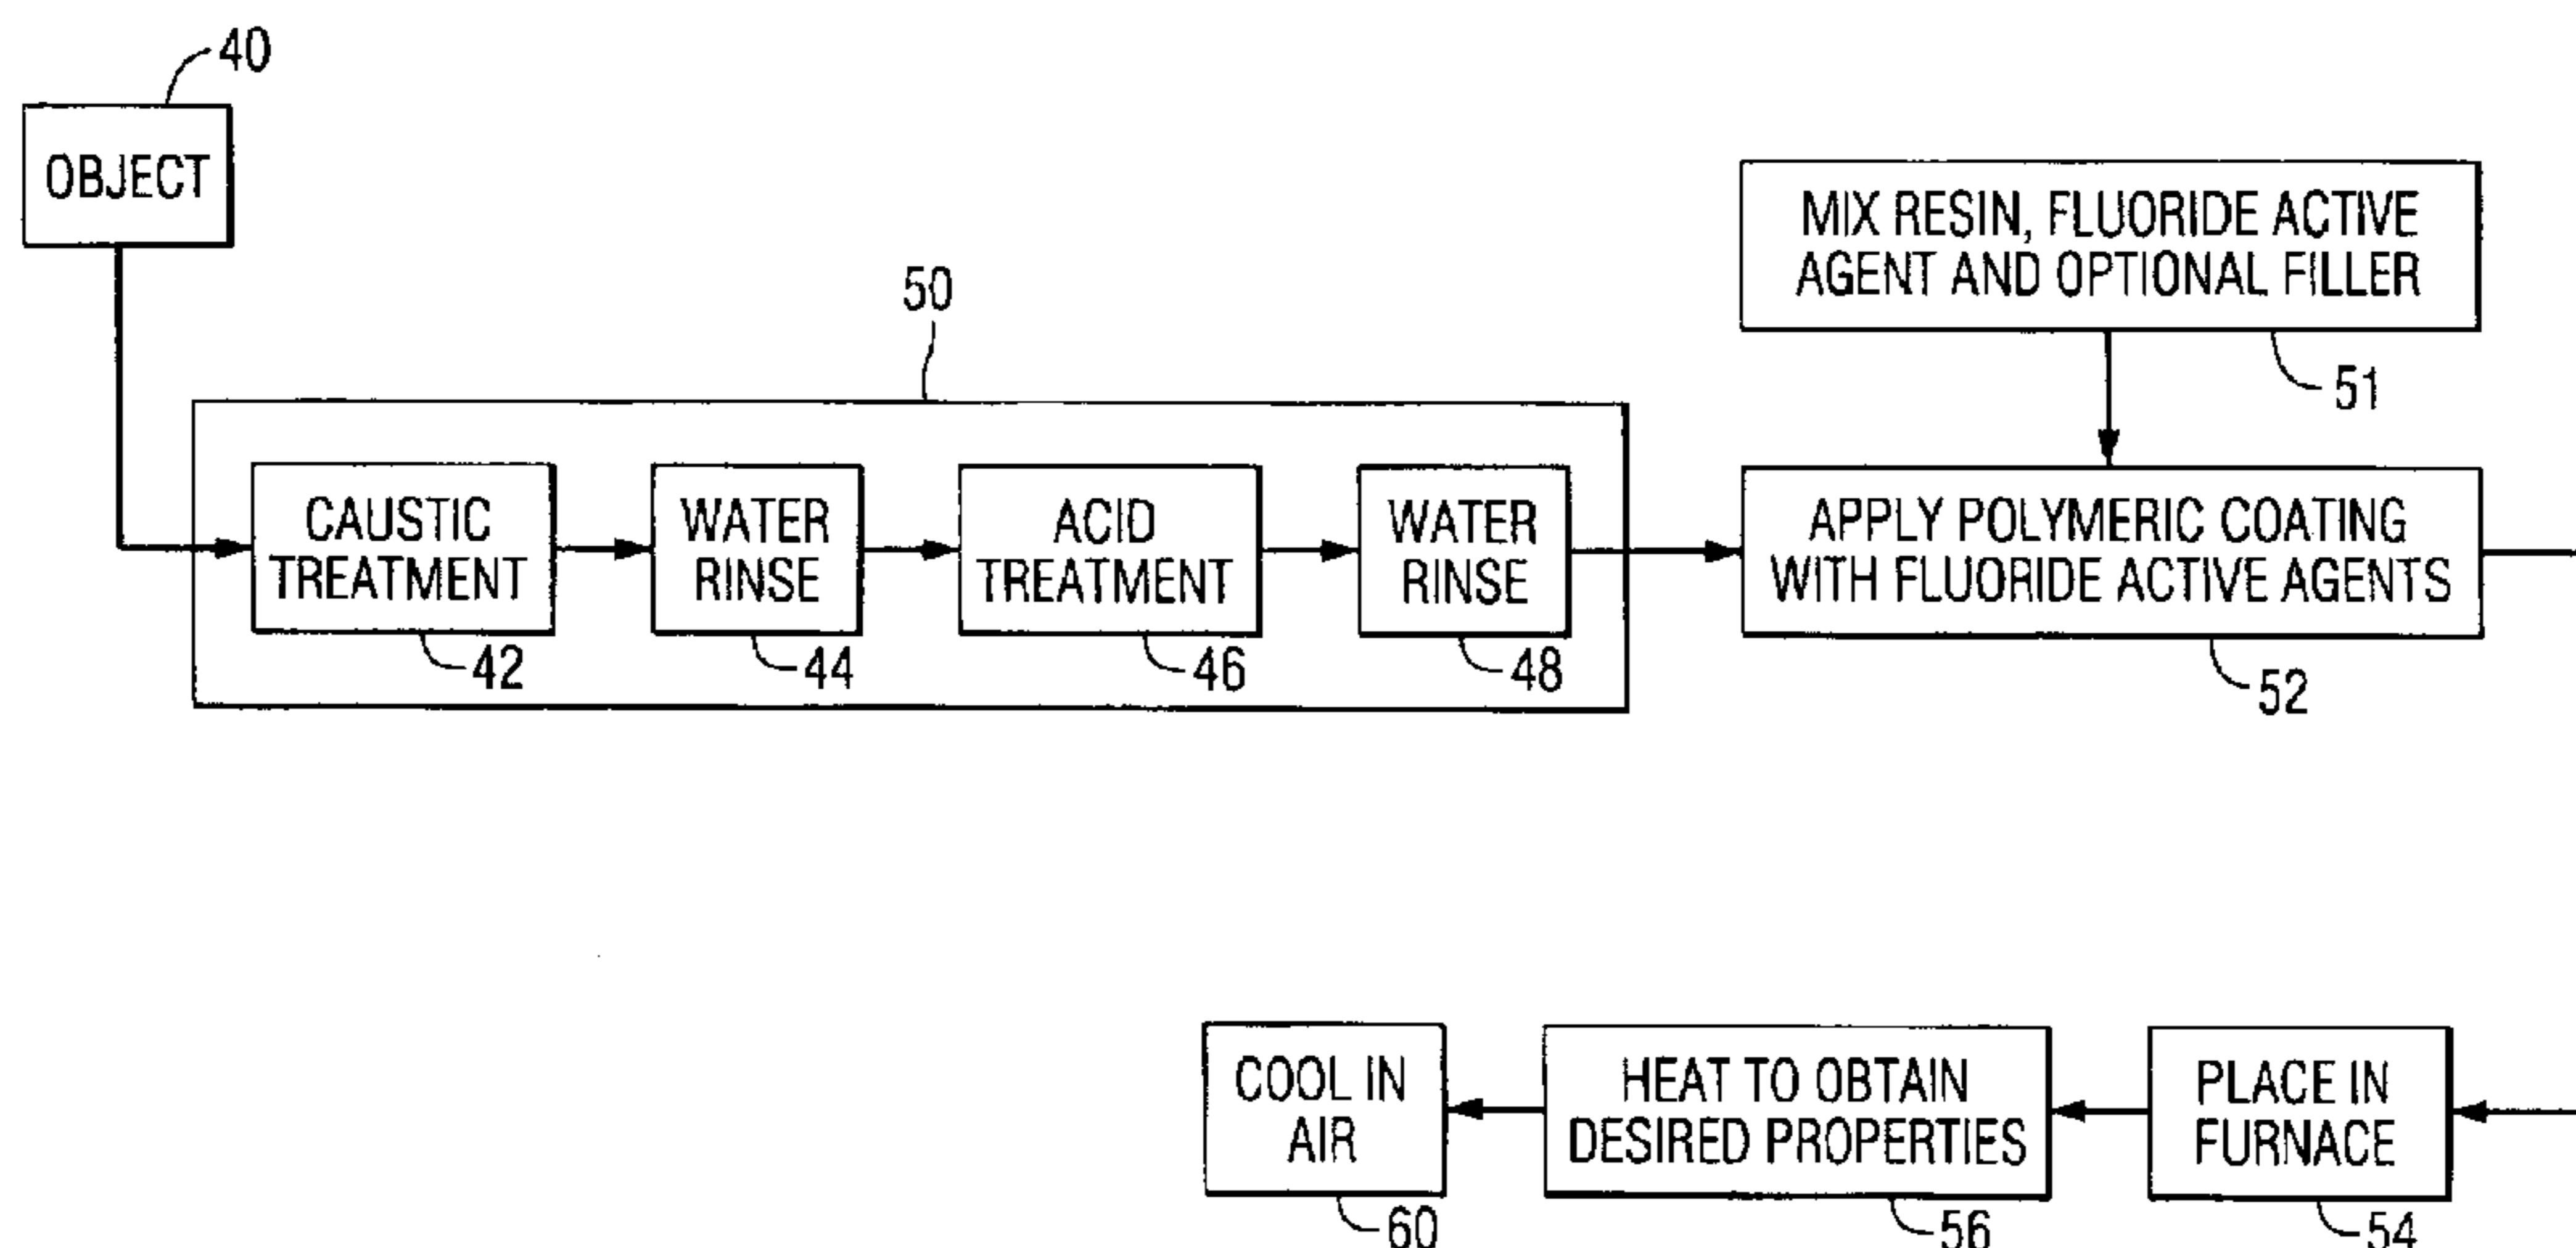 40
OBJECT
50
MIX RESIN, FLUORIDE ACTIVE
AGENT AND OPTIONAL FILLER
51
CAUSTIC
TREATMENT
42
WATER
RINSE
44
ACID
TREATMENT
46
WATER
RINSE
48
APPLY POLYMERIC COATING
WITH FLUORIDE ACTIVE AGENTS
52
COOL IN
AIR
60
HEAT TO OBTAIN
DESIRED PROPERTIES
56
PLACE IN
FURNACE
54